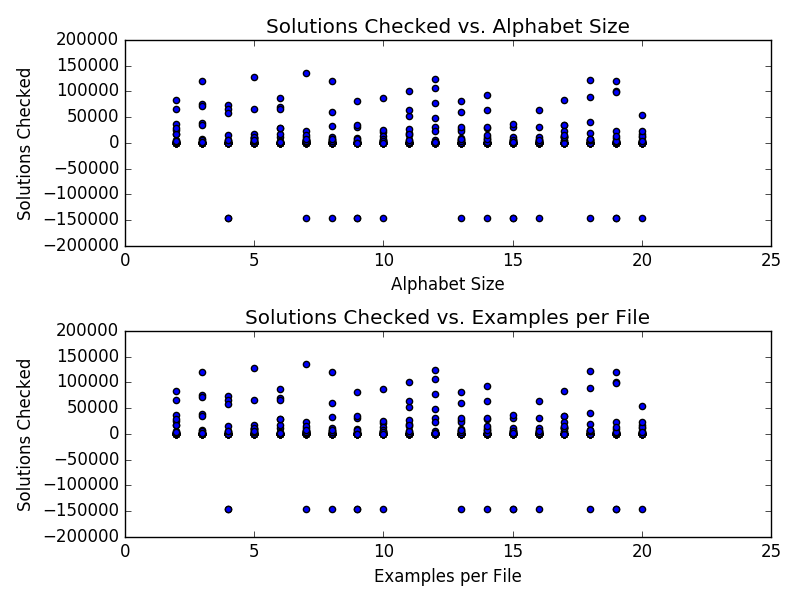 Solutions Checked vs. Alphabet Size
200000
150000
100000
50000
0
−50000
−100000
−150000
−200000
Solutions Checked
0 5 10 15 20 25
Alphabet Size
Solutions Checked vs. Examples per File
200000
150000
100000
50000
0
−50000
−100000
−150000
−200000
Solutions Checked
0 5 10 15 20 25
Examples per File